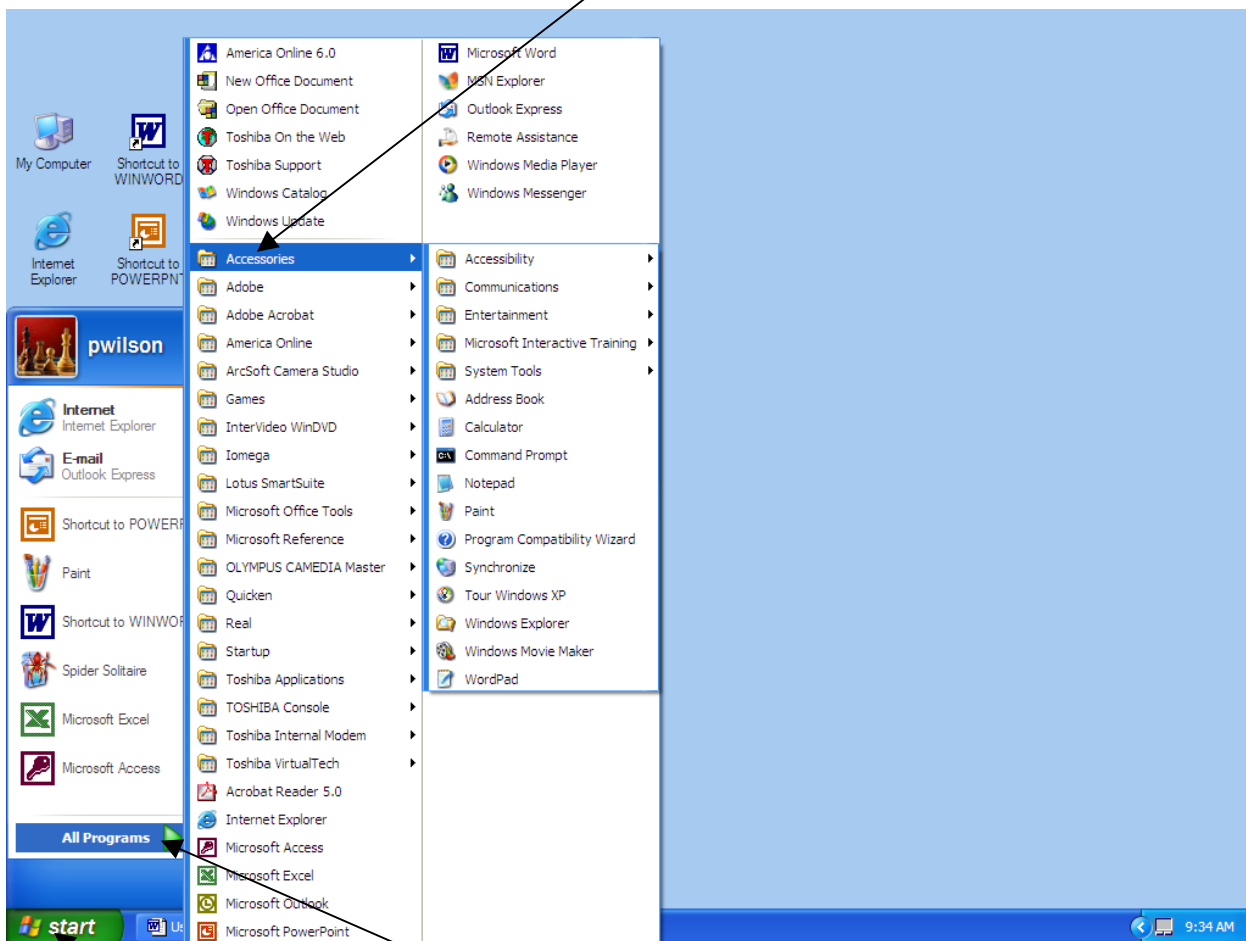 My Computer
Shortcut to
WINWORD
Internet
Explorer
Shortcut to
POWERPNT
pwilson
Internet
Internet Explorer
E-mail
Outlook Express
Shortcut to POWERP
Paint
Shortcut to WINWOR
Spider Solitaire
Microsoft Excel
Microsoft Access
All Programs
America Online 6.0
New Office Document
Open Office Document
Toshiba On the Web
Toshiba Support
Windows Catalog
Windows Update
Microsoft Word
MSN Explorer
Outlook Express
Remote Assistance
Windows Media Player
Windows Messenger
Accessories
Adobe
Adobe Acrobat
America Online
ArcSoft Camera Studio
Games
InterVideo WinDVD
Iomega
Lotus SmartSuite
Microsoft Office Tools
Microsoft Reference
OLYMPUS CAMEDIA Master
Quicken
Real
Startup
Toshiba Applications
TOSHIBA Console
Toshiba Internal Modem
Toshiba VirtualTech
Acrobat Reader 5.0
Internet Explorer
Microsoft Access
Microsoft Excel
Microsoft Outlook
Microsoft PowerPoint
Accessibility
Communications
Entertainment
Microsoft Interactive Training
System Tools
Address Book
Calculator
Command Prompt
Notepad
Paint
Program Compatibility Wizard
Synchronize
Tour Windows XP
Windows Explorer
Windows Movie Maker
WordPad
start
9:34 AM